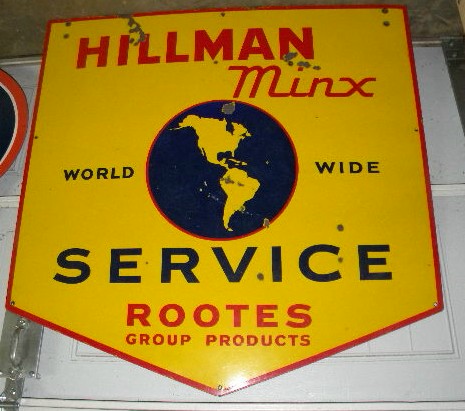 HILLMAN
Minx
WORLD WIDE
SERVICE
ROOTES
GROUP PRODUCTS